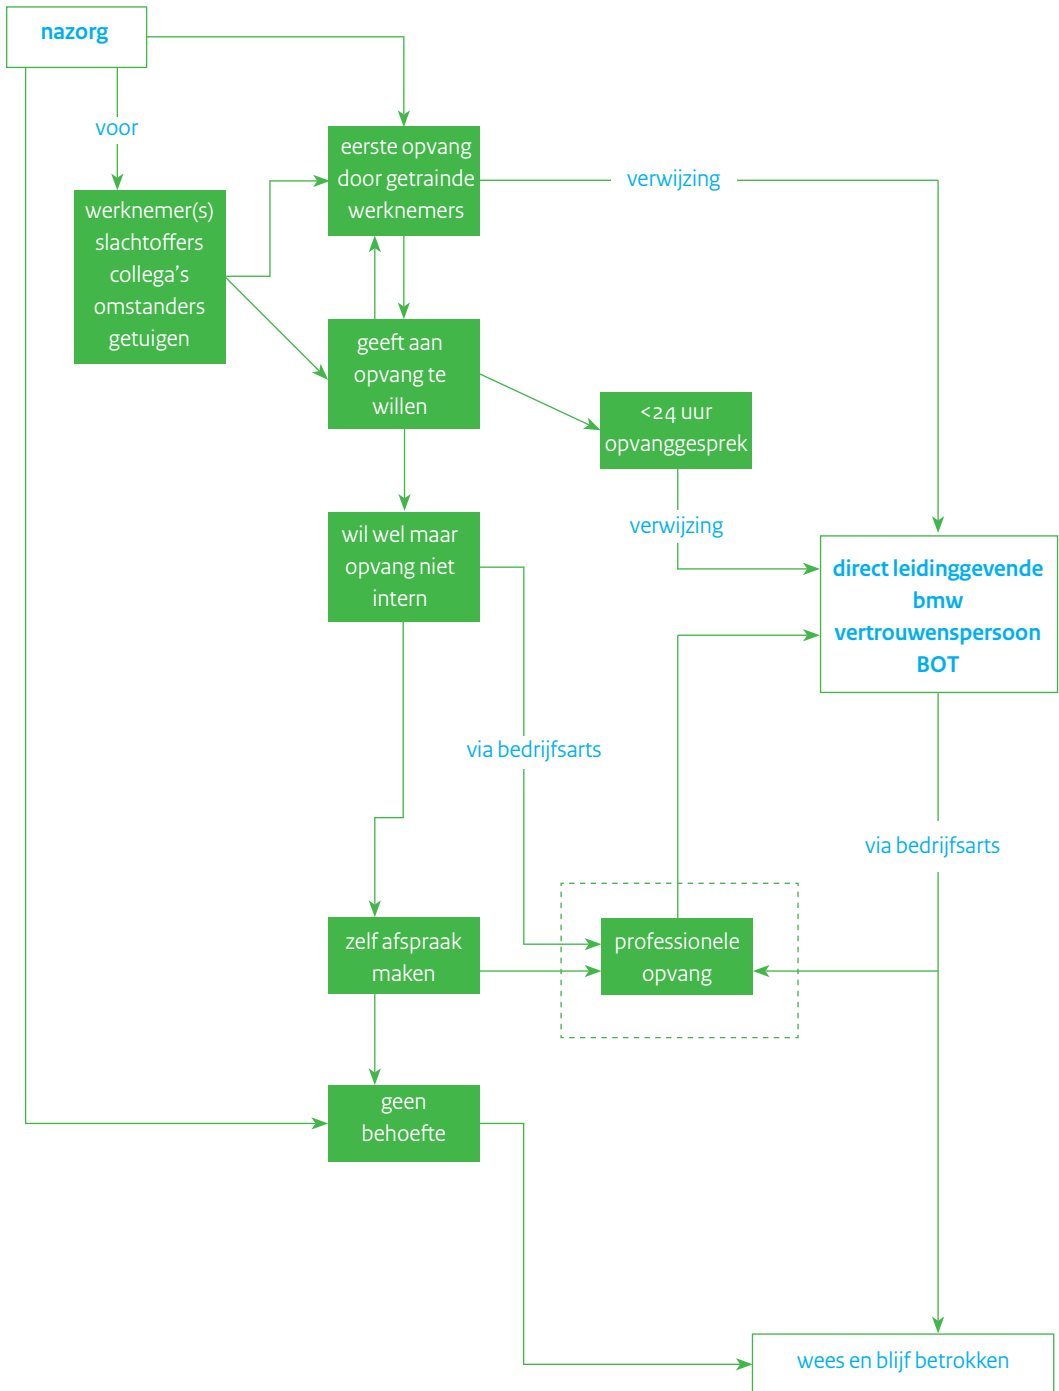 nazorg
voor
werknemer(s)
slachtoffers
collega's
omstanders
getuigen
eerste opvang
door getrainde
werknemers
verwijzing
geeft aan
opvang te
willen
<24 uur
opvanggesprek
verwijzing
wil wel maar
opvang niet
intern
direct leidinggevende
bmw
vertrouwenspersoon
BOT
via bedrijfsarts
via bedrijfsarts
zelf afspraak
maken
professionele
opvang
geen
behoefte
wees en blijf betrokken